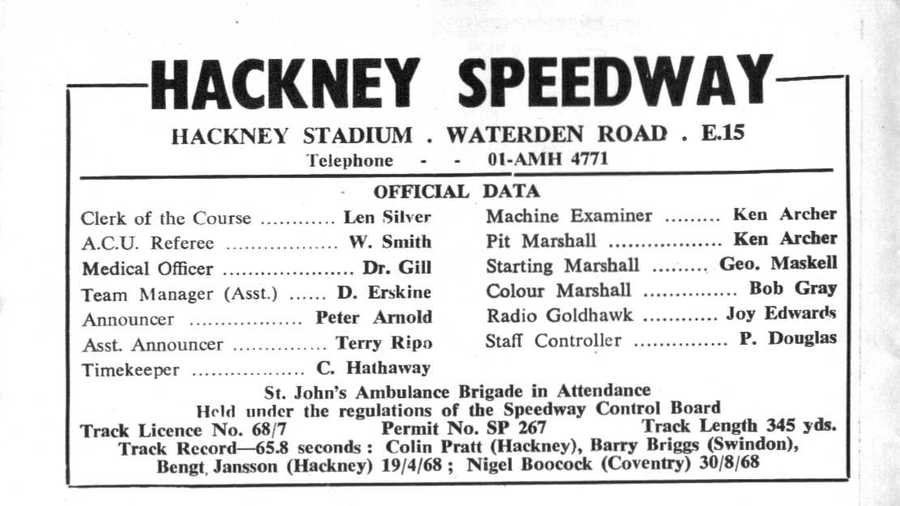 HACKNEY SPEEDWAY
HACKNEY STADIUM . WATERDEN ROAD . E.15
Telephone - - 01-AMH 4771
OFFICIAL DATA
Clerk of the Course ............ Len Silver
A.C.U. Referee .................. W. Smith
Medical Officer ..................... Dr. Gill
Team Manager (Asst.) ...... D. Erskine
Announcer .................. Peter Arnold
Asst. Announcer ............... Terry Ripo
Timekeeper .................. C. Hathaway
Machine Examiner ......... Ken Archer
Pit Marshall .................. Ken Archer
Starting Marshall ......... Geo. Maskell
Colour Marshall ............... Bob Gray
Radio Goldhawk ............ Joy Edwards
Staff Controller ............... P. Douglas
St. John's Ambulance Brigade in Attendance
Held under the regulations of the Speedway Control Board
Track Licence No. 68/7 Permit No. SP 267 Track Length 345 yds.
Track Record—65.8 seconds : Colin Pratt (Hackney), Barry Briggs (Swindon),
Bengt Jansson (Hackney) 19/4/68 ; Nigel Boocock (Coventry) 30/8/68